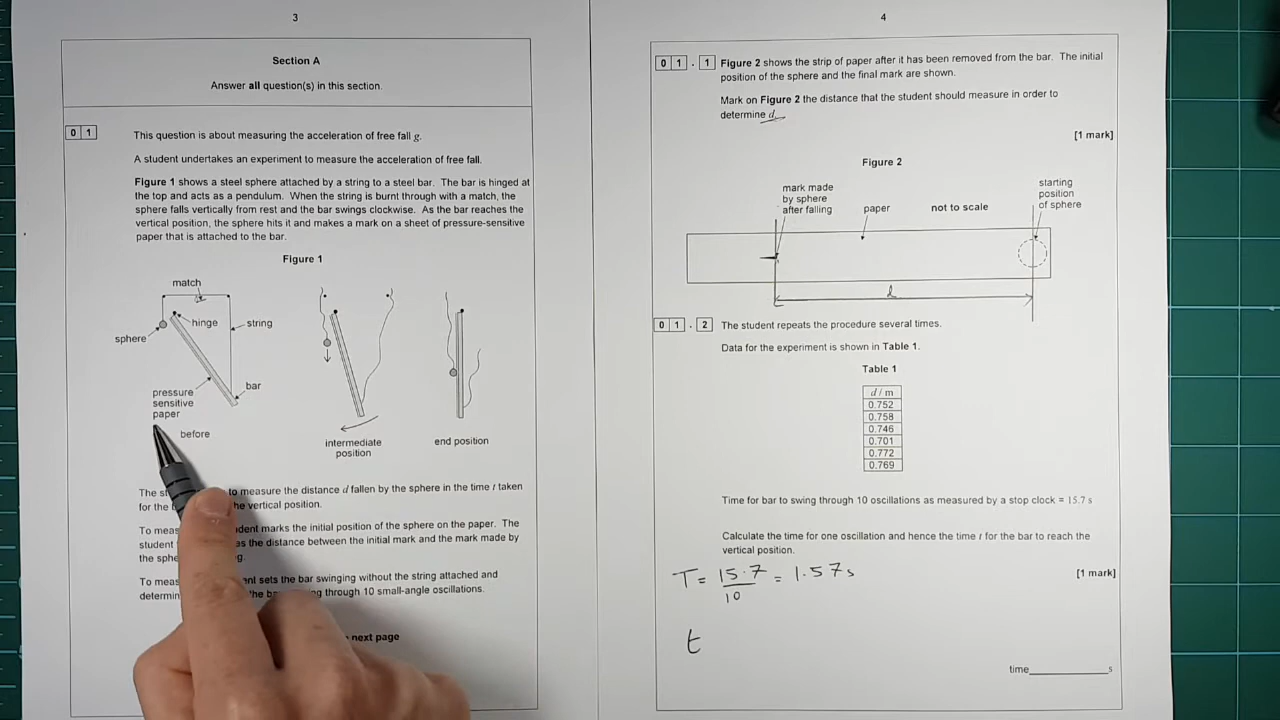 3
Section A
Answer all question(s) in this section.
0 1
This question is about measuring the acceleration of free fall g.
A student undertakes an experiment to measure the acceleration of free fall.
Figure 1 shows a steel sphere attached by a string to a steel bar. The bar is hinged
at the top and acts as a pendulum. When the string is burnt through with a match, the
sphere falls vertically from rest and the bar swings clockwise. As the bar reaches the
vertical position, the sphere hits it and makes a mark on a sheet of pressure-sensitive
paper that is attached to the bar.
Figure 1
match
hinge
string
sphere
bar
pressure
sensitive
paper
before
intermediate
position
end position
The st to measure the distance d fallen by the sphere in the time t taken
for the vertical position.
To meas student marks the initial position of the sphere on the paper. The
student the distance between the initial mark and the mark made by
the sphe
To meas sets the bar swinging without the string attached and
determin the b through 10 small-angle oscillations.
next page
4
0 1 . 1 Figure 2 shows the strip of paper after it has been removed from the bar. The initial
position of the sphere and the final mark are shown.
Mark on Figure 2 the distance that the student should measure in order to
determine d.
[1 mark]
Figure 2
mark made
by sphere
after falling
paper
not to scale
starting
position
of sphere
d
0 1 . 2 The student repeats the procedure several times.
Data for the experiment is shown in Table 1.
Table 1
d / m
0.752
0.758
0.746
0.701
0.772
0.769
Time for bar to swing through 10 oscillations as measured by a stop clock = 15.7 s
Calculate the time for one oscillation and hence the time t for the bar to reach the
vertical position.
[1 mark]
T = 15.7 = 1.57s
10
t
time s